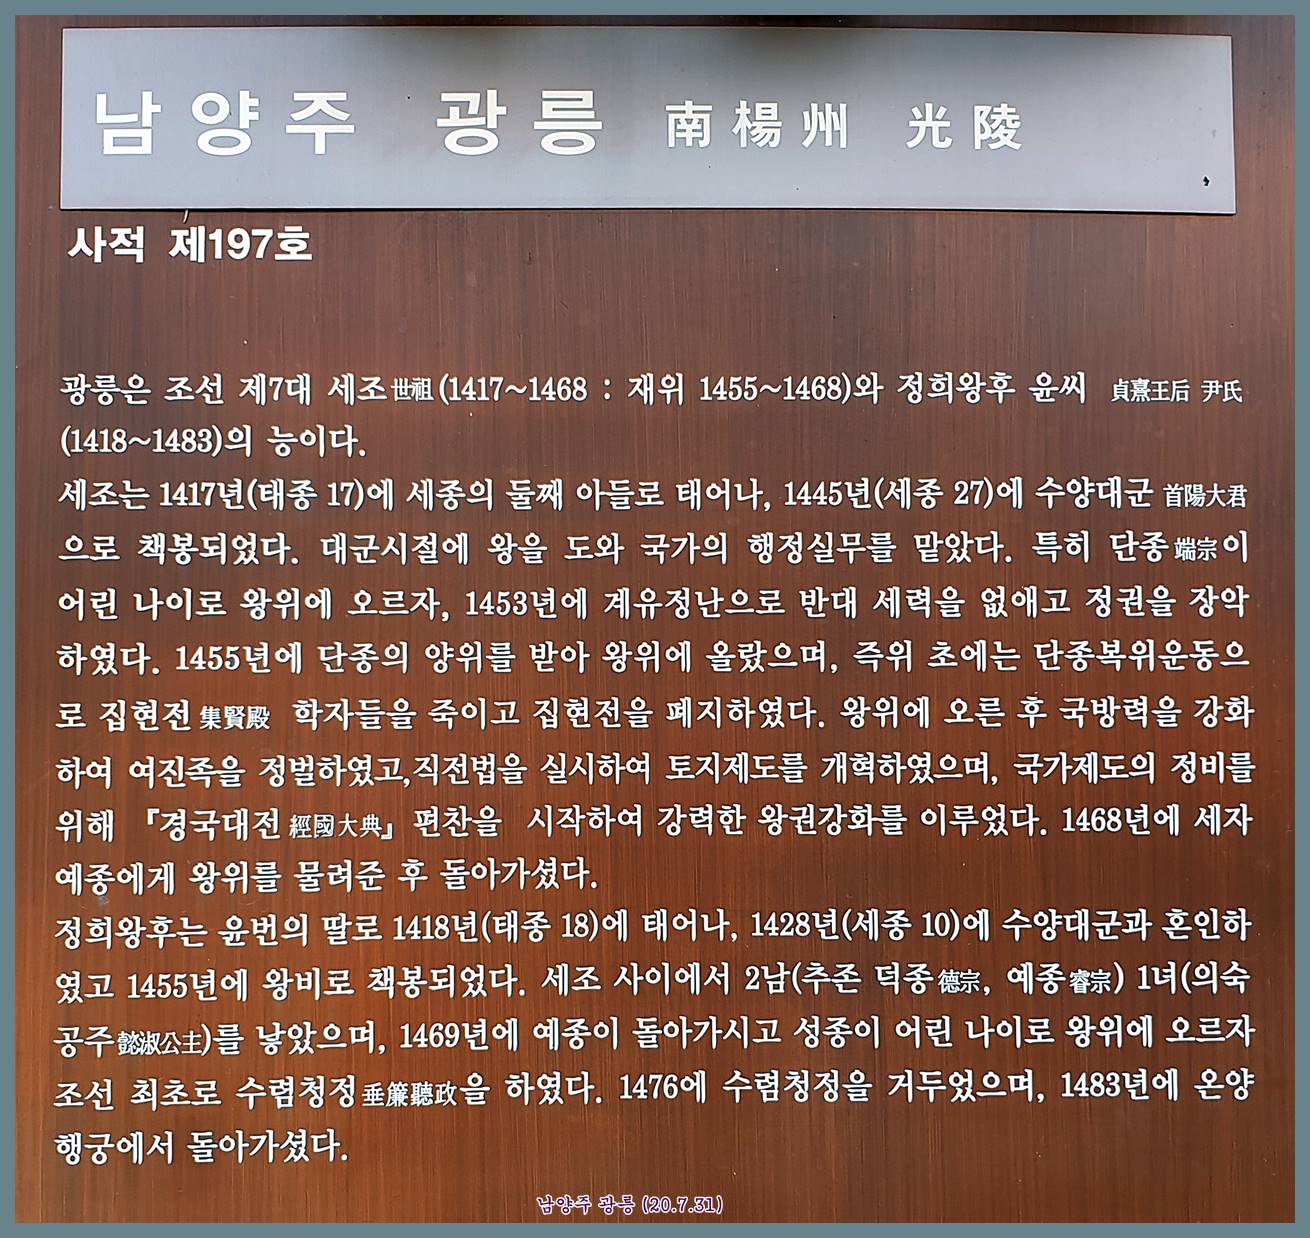 남양주 광릉 南楊州 光陵
사적 제197호
광릉은 조선 제7대 세조世祖(1417~1468 : 재위 1455~1468)와 정희왕후 윤씨 貞熹王后 尹氏
(1418~1483)의 능이다.
세조는 1417년(태종 17)에 세종의 둘째 아들로 태어나, 1445년(세종 27)에 수양대군 首陽大君
으로 책봉되었다. 대군시절에 왕을 도와 국가의 행정실무를 맡았다. 특히 단종端宗이
어린 나이로 왕위에 오르자, 1453년에 계유정난으로 반대 세력을 없애고 정권을 장악
하였다. 1455년에 단종의 양위를 받아 왕위에 올랐으며, 즉위 초에는 단종복위운동으
로 집현전集賢殿 학자들을 죽이고 집현전을 폐지하였다. 왕위에 오른 후 국방력을 강화
하여 여진족을 정벌하였고,직전법을 실시하여 토지제도를 개혁하였으며, 국가제도의 정비를
위해 『경국대전經國大典』 편찬을 시작하여 강력한 왕권강화를 이루었다. 1468년에 세자
예종에게 왕위를 물려준 후 돌아가셨다.
정희왕후는 윤번의 딸로 1418년(태종 18)에 태어나, 1428년(세종 10)에 수양대군과 혼인하
였고 1455년에 왕비로 책봉되었다. 세조 사이에서 2남(추존 덕종德宗, 예종睿宗) 1녀(의숙
공주懿淑公主)를 낳았으며, 1469년에 예종이 돌아가시고 성종이 어린 나이로 왕위에 오르자
조선 최초로 수렴청정垂簾聽政을 하였다. 1476에 수렴청정을 거두었으며, 1483년에 온양
행궁에서 돌아가셨다.
남양주 광릉 (20.7.31)